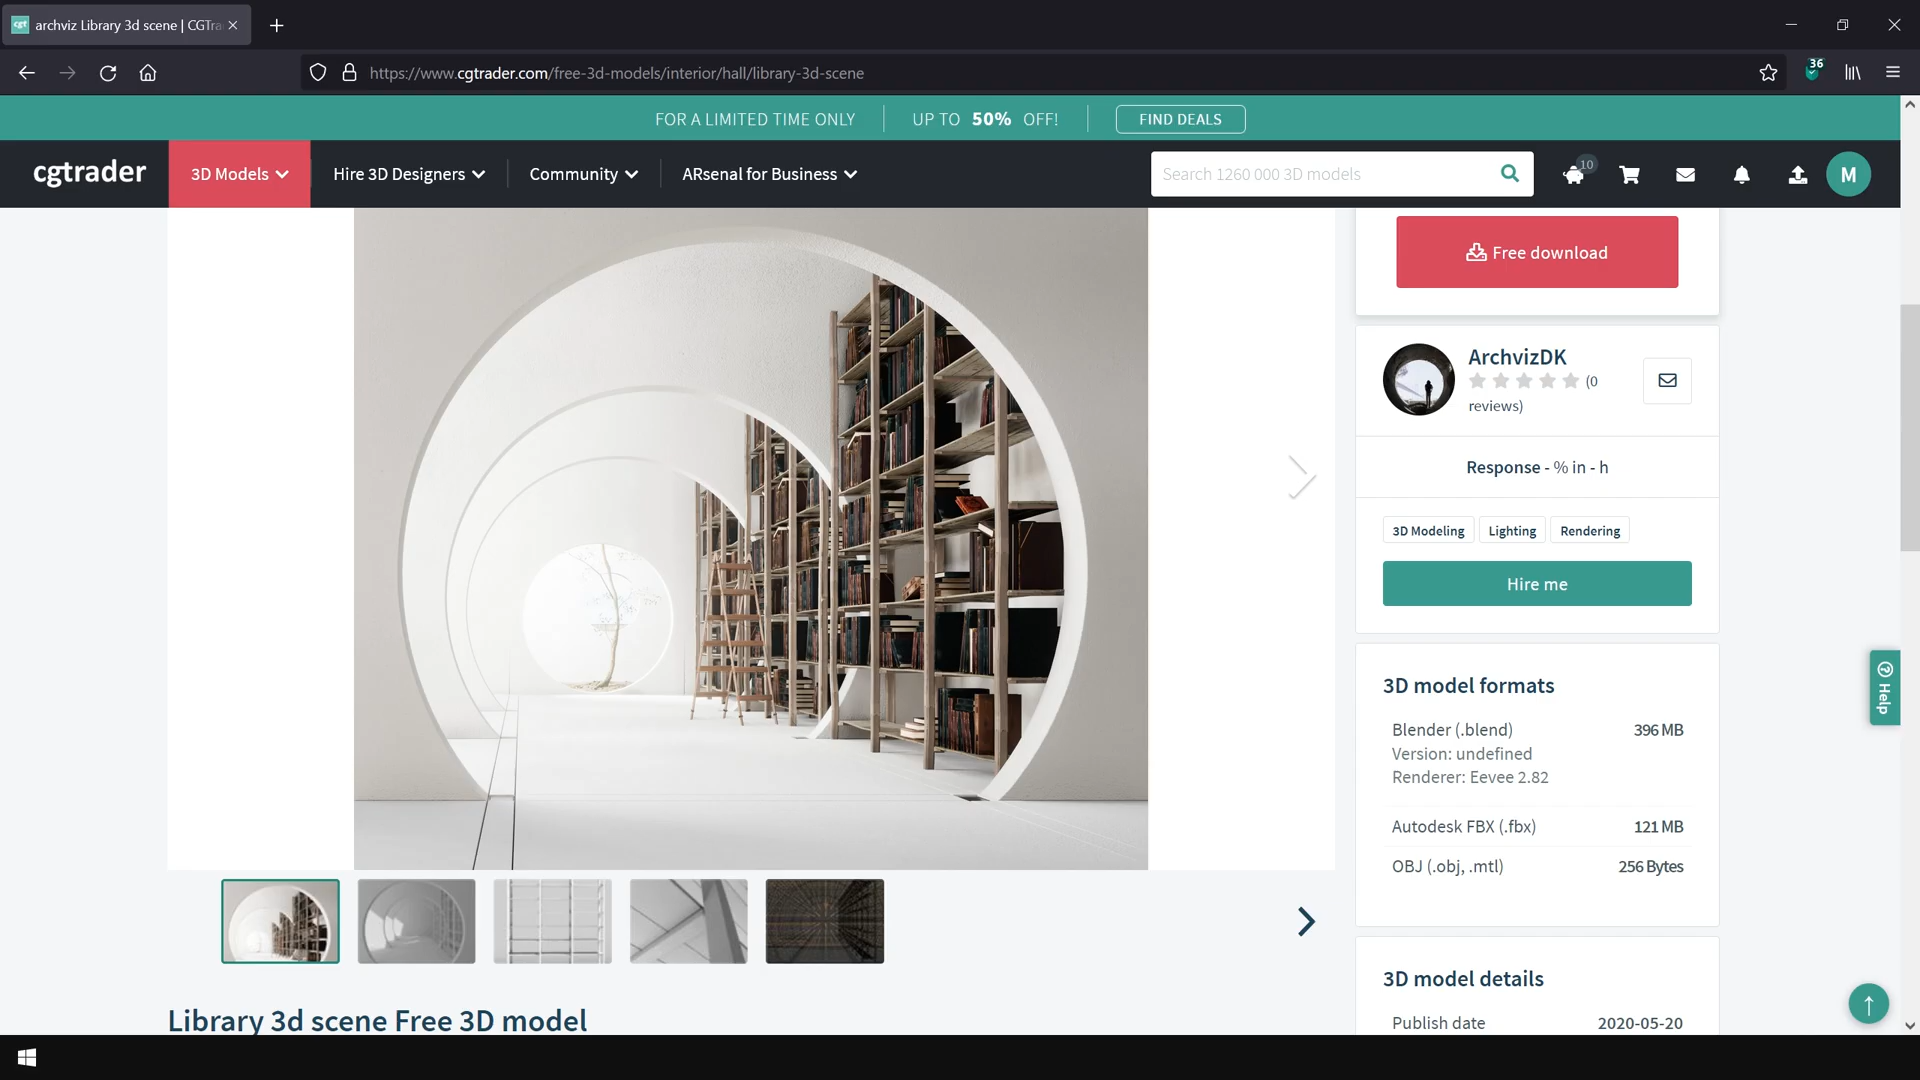 cgt archviz Library 3d scene | CGTra
https://www.cgtrader.com/free-3d-models/interior/hall/library-3d-scene
36
FOR A LIMITED TIME ONLY UP TO 50% OFF! FIND DEALS
cgtrader 3D Models Hire 3D Designers Community ARsenal for Business Search 1260 000 3D models 10 M
Free download
ArchvizDK
(0
reviews)
Response - % in - h
3D Modeling Lighting Rendering
Hire me
Help
3D model formats
Blender (.blend) 396 MB
Version: undefined
Renderer: Eevee 2.82
Autodesk FBX (.fbx) 121 MB
OBJ (.obj, .mtl) 256 Bytes
3D model details
Publish date 2020-05-20
Library 3d scene Free 3D model